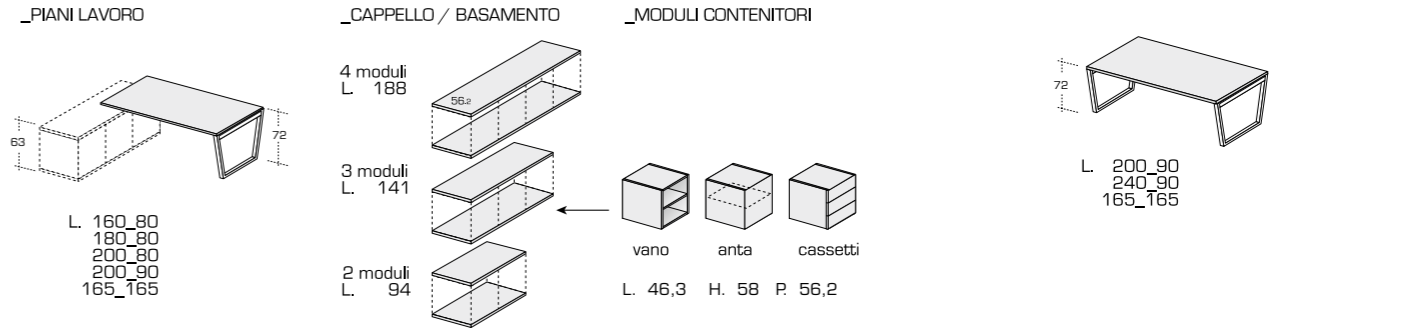 _PIANI LAVORO
63
72
L. 160_80
180_80
200_80
200_90
165_165
_CAPPELLO / BASAMENTO
4 moduli
L. 188
56.2
3 moduli
L. 141
2 moduli
L. 94
_MODULI CONTENITORI
vano anta cassetti
L. 46,3 H. 58 P. 56,2
72
L. 200_90
240_90
165_165